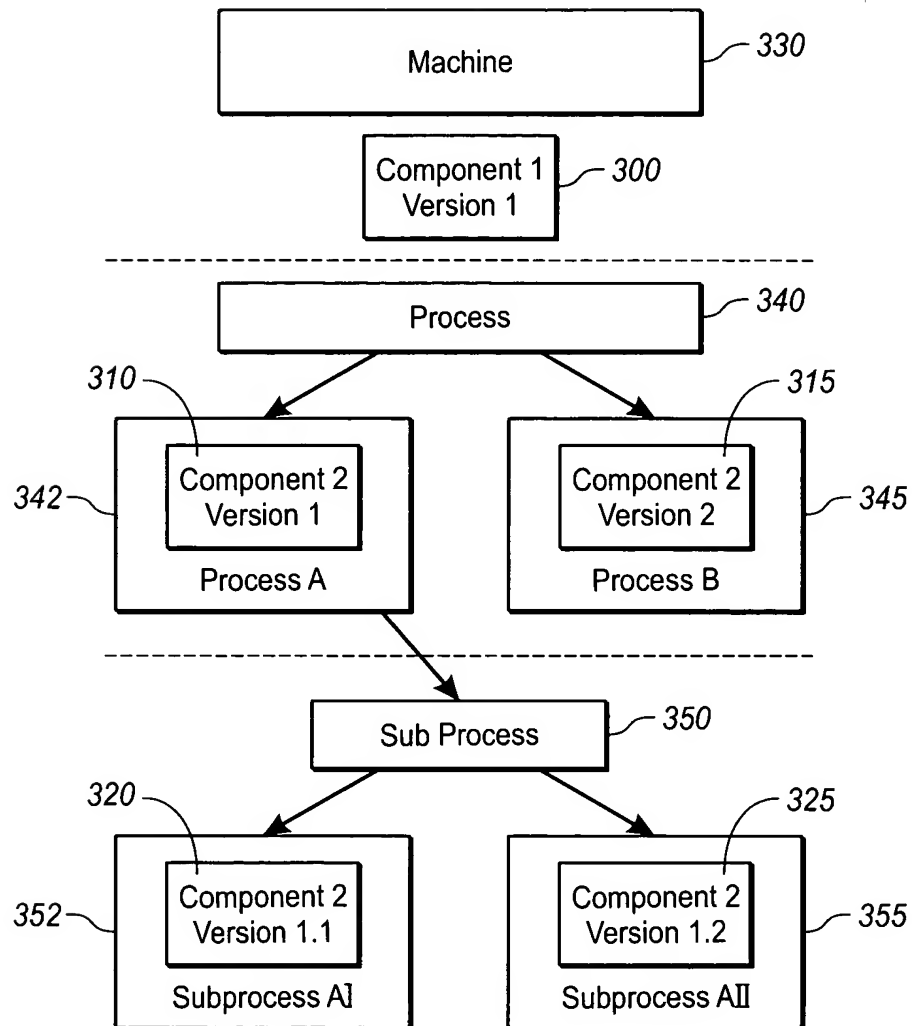 Machine
330
Component 1
Version 1
300
Process
340
310
315
Component 2
Version 1
Component 2
Version 2
342
345
Process A
Process B
Sub Process
350
320
325
Component 2
Version 1.1
Component 2
Version 1.2
352
355
Subprocess AI
Subprocess AII